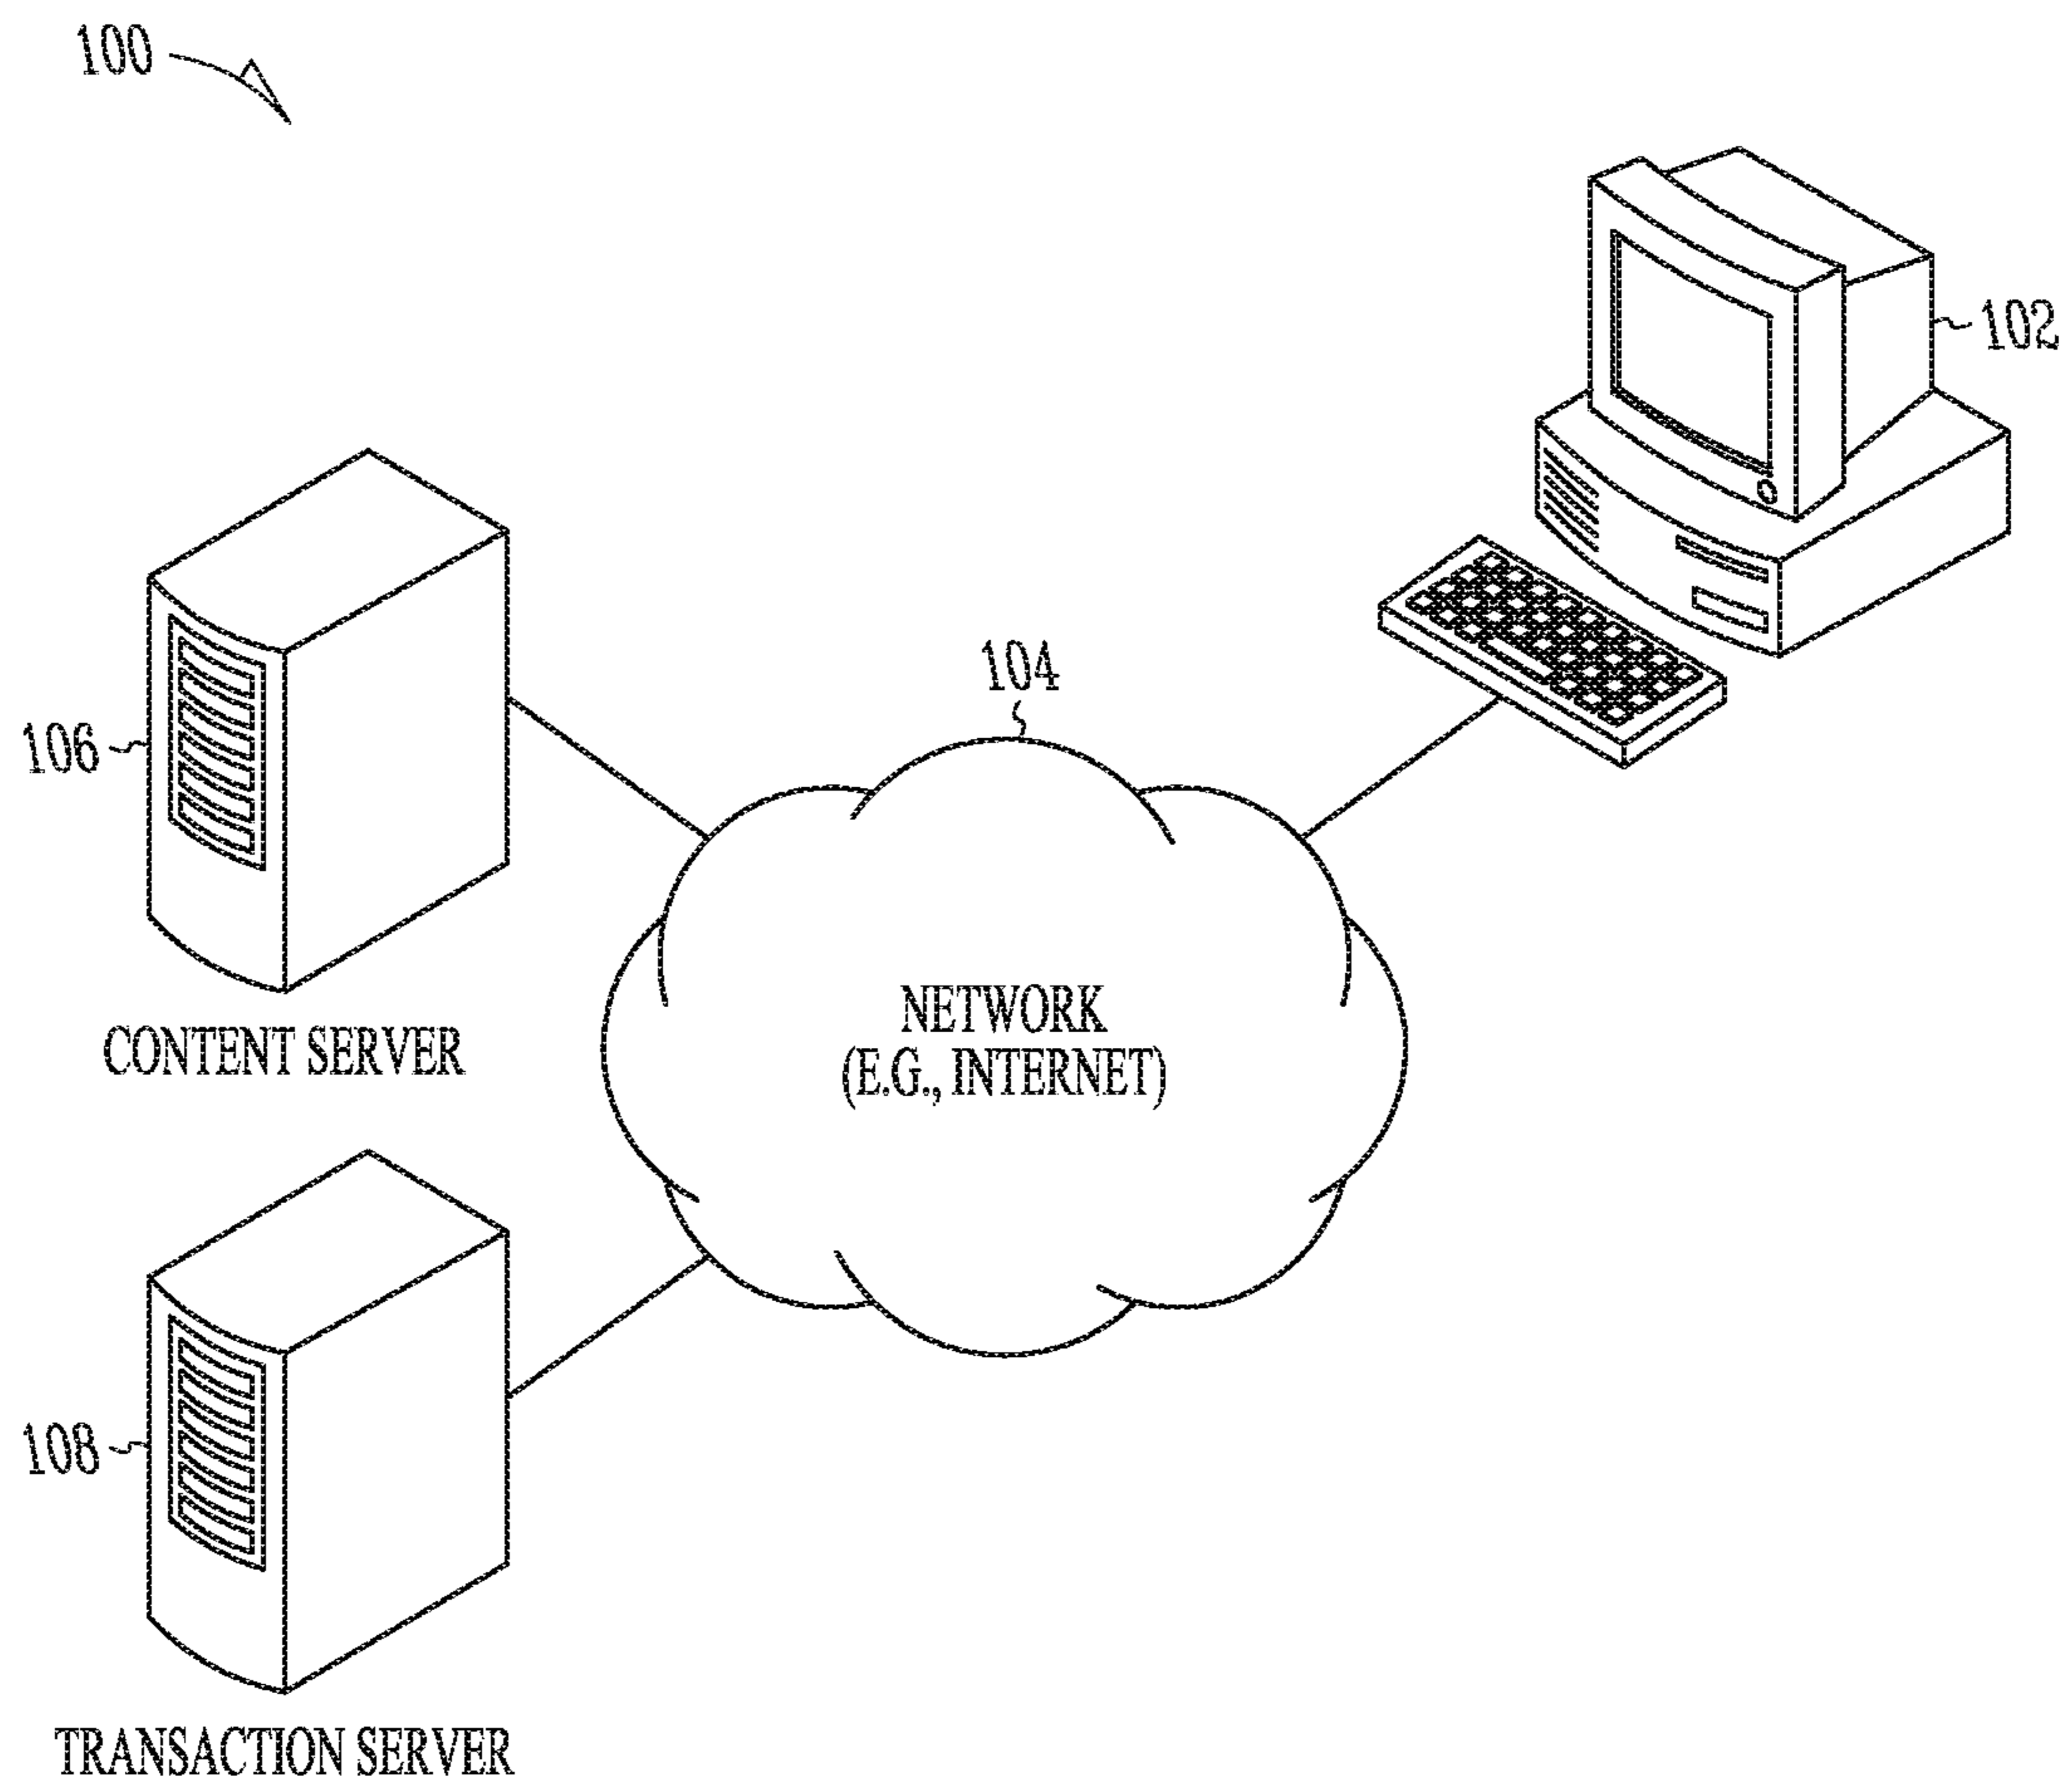 100
102
104
106
NETWORK
(E.G., INTERNET)
CONTENT SERVER
108
TRANSACTION SERVER